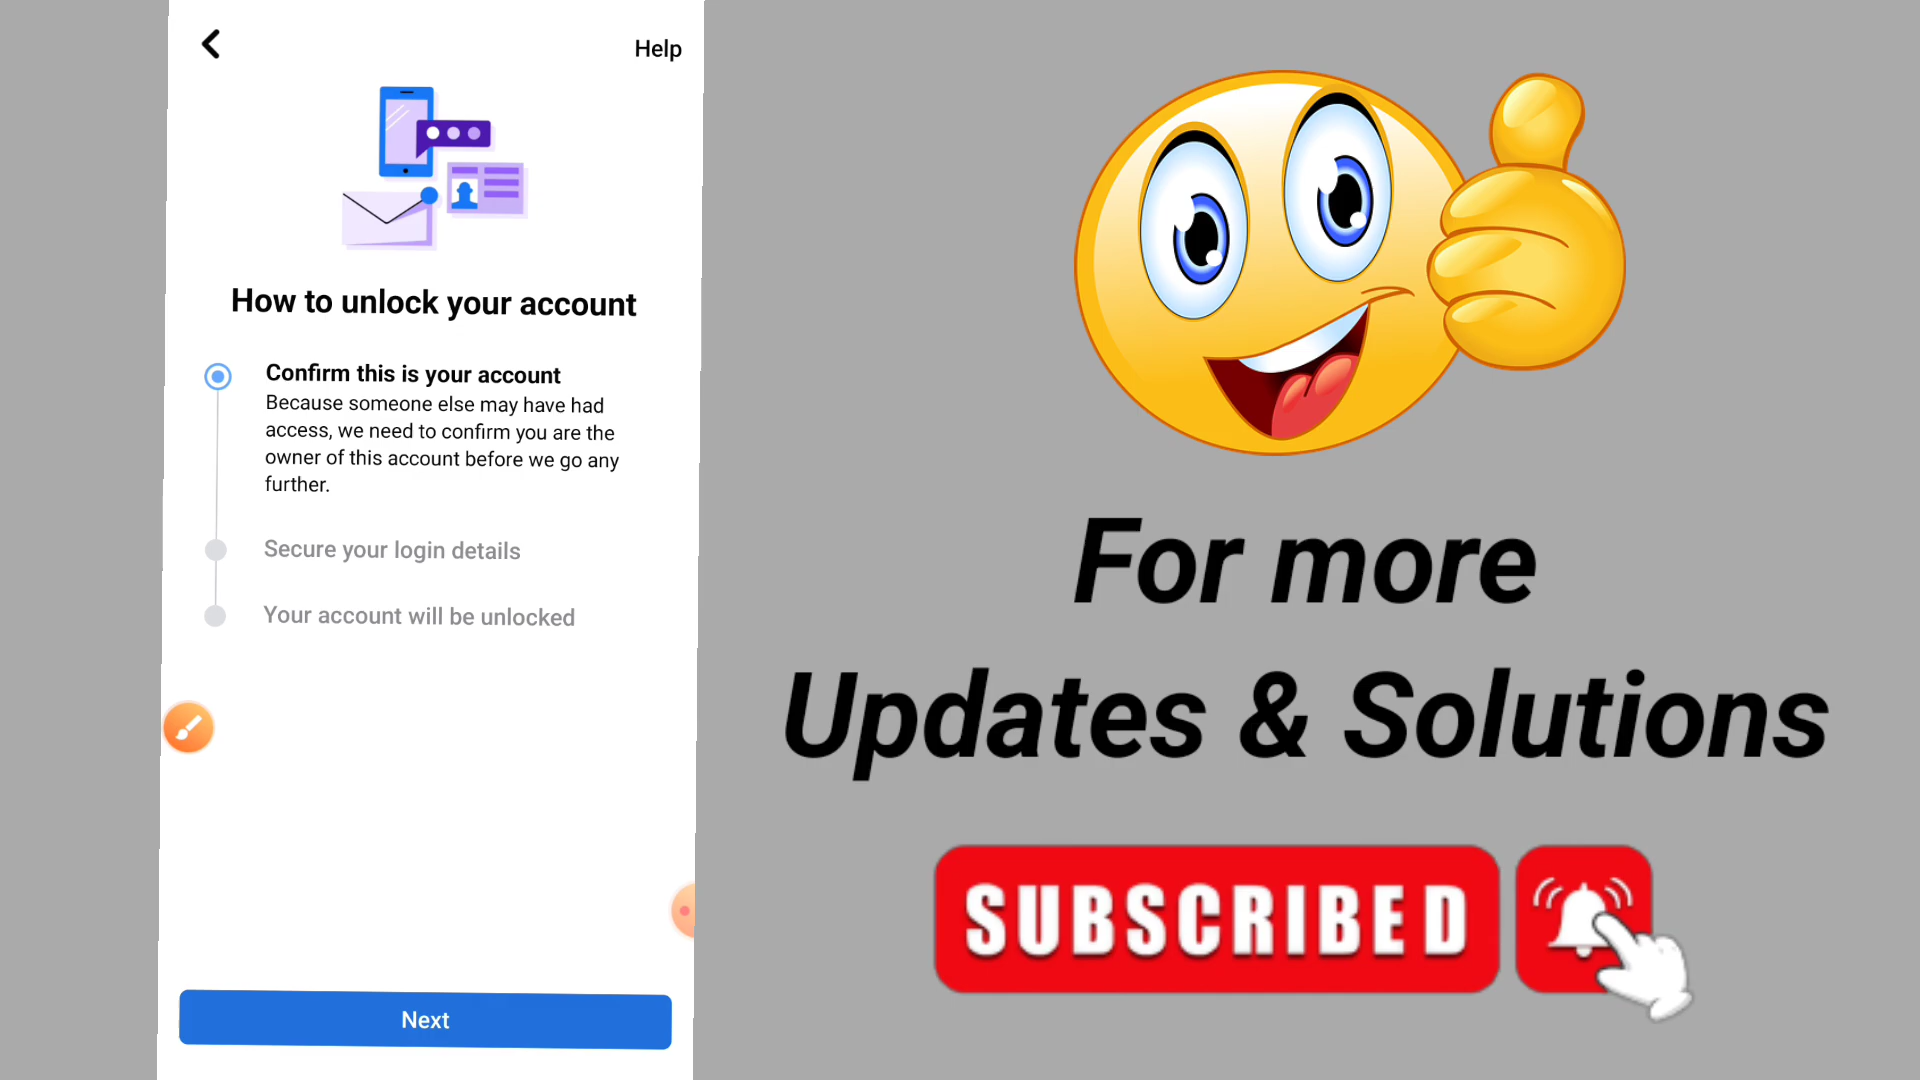 Help
How to unlock your account
Confirm this is your account
Because someone else may have had
access, we need to confirm you are the
owner of this account before we go any
further.
Secure your login details
Your account will be unlocked
Next
For more
Updates & Solutions
SUBSCRIBED